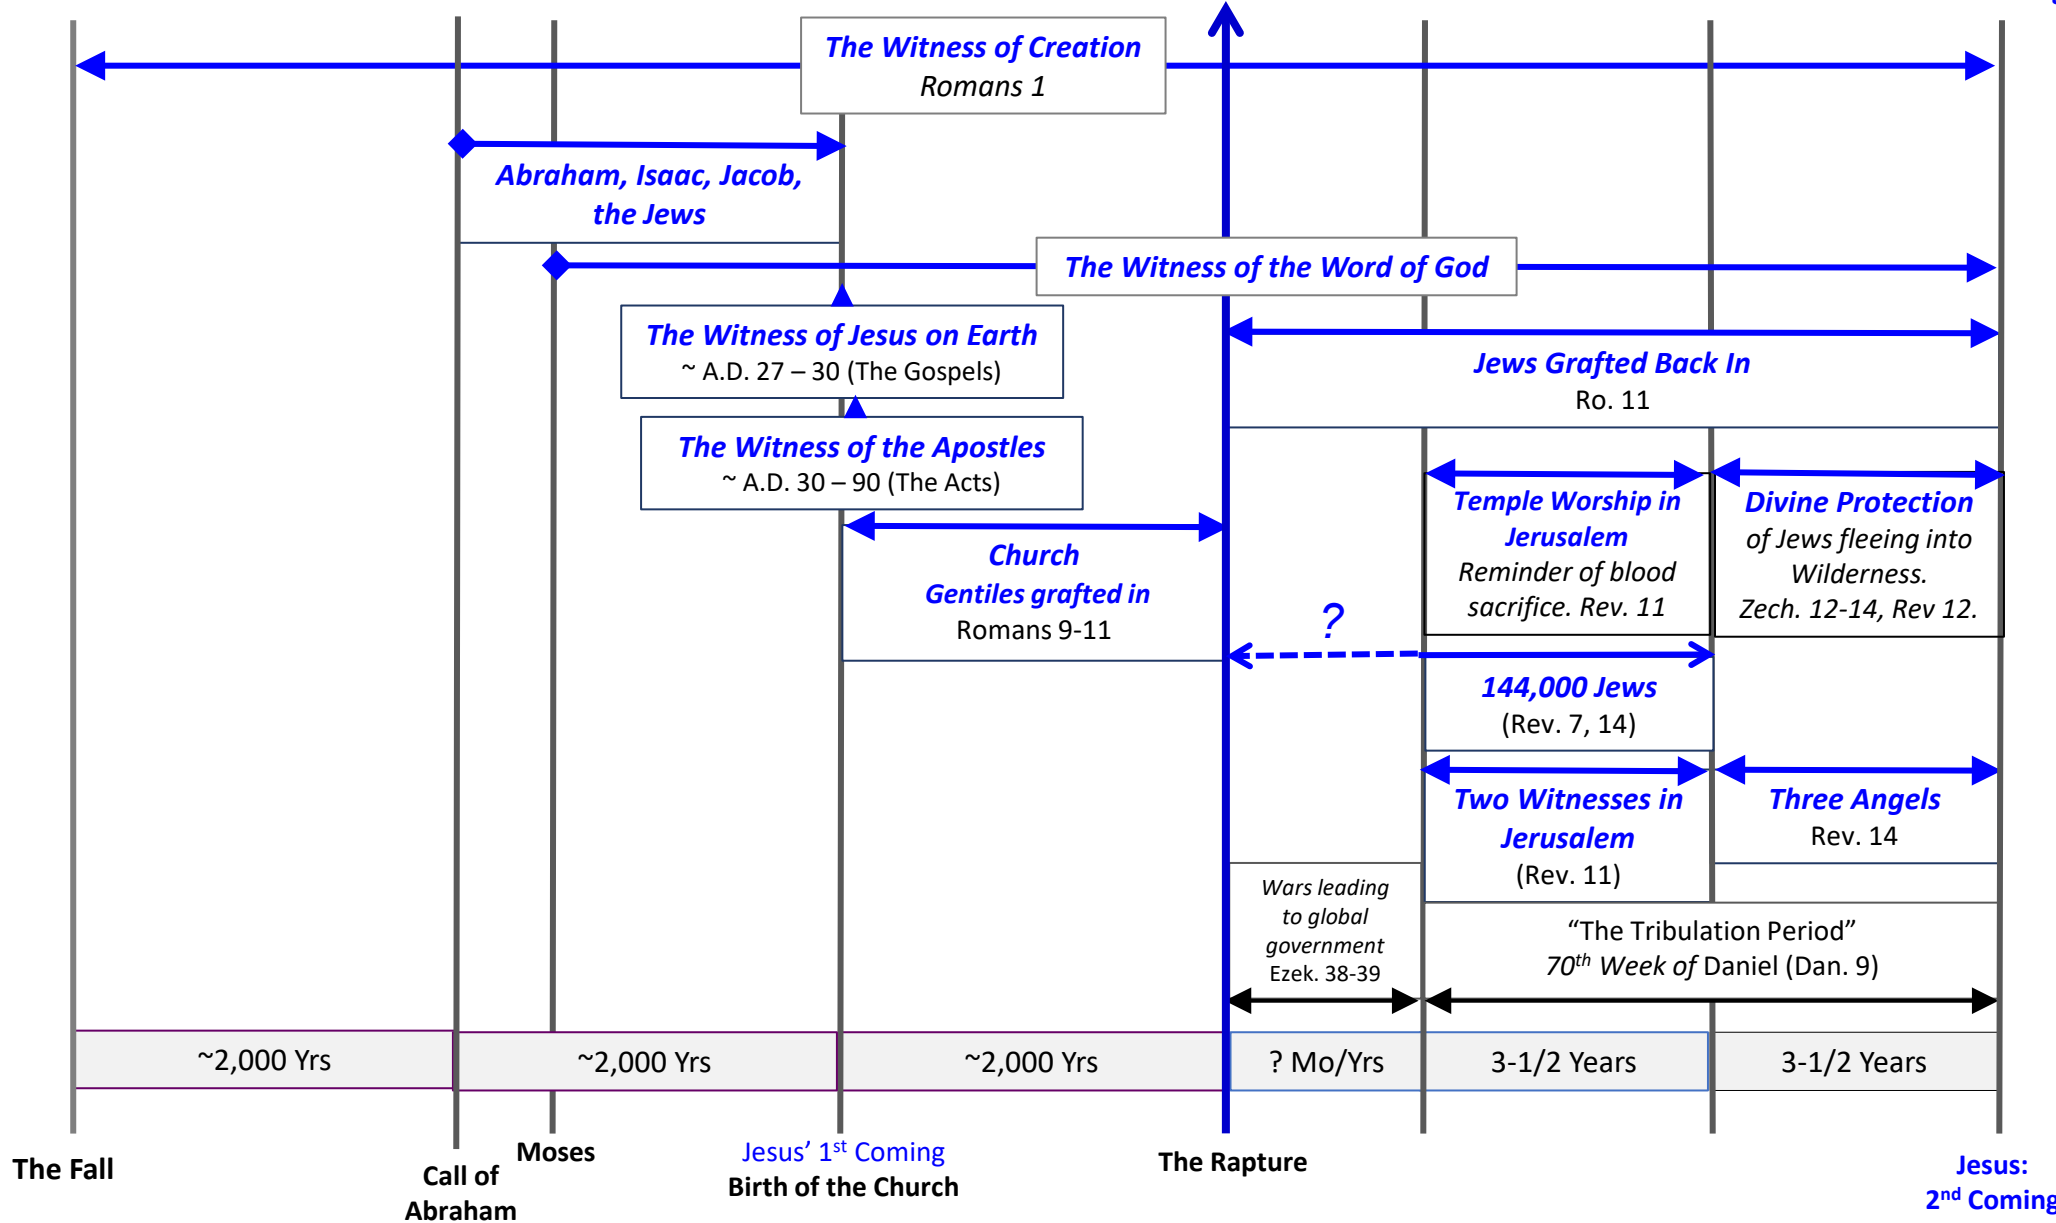 The Witness of Creation
Romans 1
Abraham, Isaac, Jacob,
the Jews
The Witness of the Word of God
The Witness of Jesus on Earth
~ A.D. 27 – 30 (The Gospels)
Jews Grafted Back In
Ro. 11
The Witness of the Apostles
~ A.D. 30 – 90 (The Acts)
Temple Worship in
Jerusalem
Reminder of blood
sacrifice. Rev. 11
Divine Protection
of Jews fleeing into
Wilderness.
Zech. 12-14, Rev 12.
Church
Gentiles grafted in
Romans 9-11
?
144,000 Jews
(Rev. 7, 14)
Two Witnesses in
Jerusalem
(Rev. 11)
Three Angels
Rev. 14
Wars leading
to global
government
Ezek. 38-39
“The Tribulation Period”
70th Week of Daniel (Dan. 9)
~2,000 Yrs
~2,000 Yrs
~2,000 Yrs
? Mo/Yrs
3-1/2 Years
3-1/2 Years
The Fall
Call of
Abraham
Moses
Jesus’ 1st Coming
Birth of the Church
The Rapture
Jesus:
2nd Coming